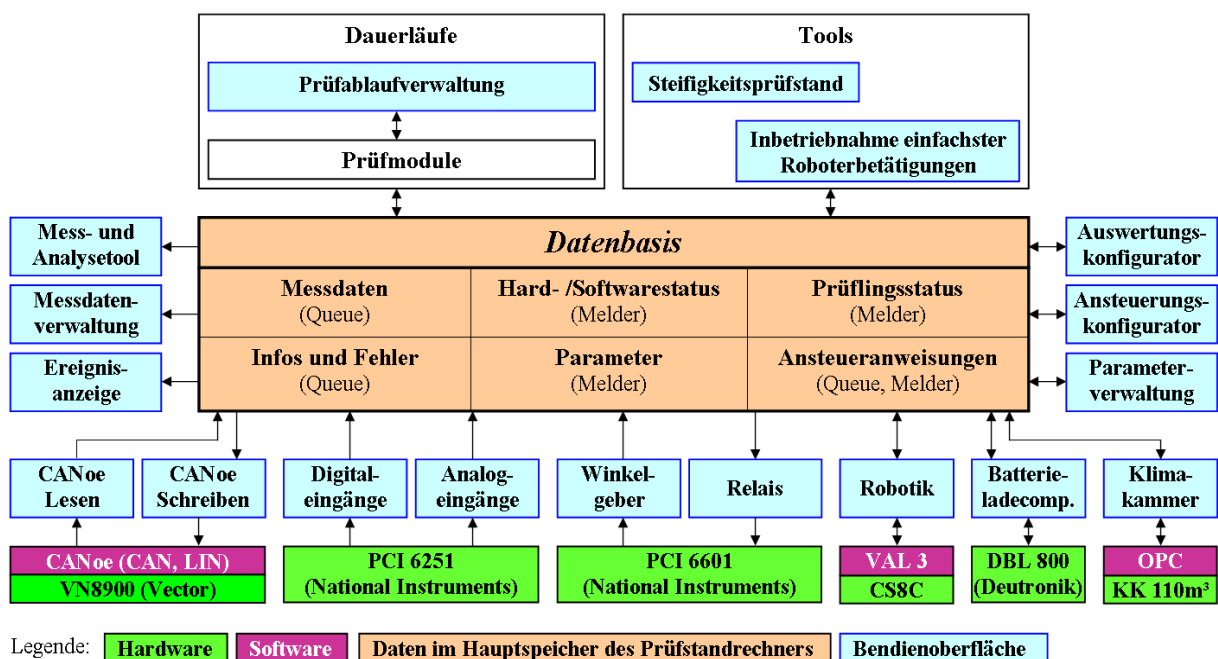 Dauerläufe
Tools
Prüfablaufverwaltung
Prüfmodule
Steifigkeitsprüfstand
Inbetriebnahme einfachster
Roboterbetätigungen
Mess- und
Analysetool
Messdaten-
verwaltung
Ereignis-
anzeige
Datenbasis
Messdaten
(Queue)
Hard- /Softwarestatus
(Melder)
Prüflingsstatus
(Melder)
Infos und Fehler
(Queue)
Parameter
(Melder)
Ansteueranweisungen
(Queue, Melder)
Auswertungs-
konfigurator
Ansteuerungs-
konfigurator
Parameter-
verwaltung
CANoe
Lesen
CANoe
Schreiben
Digital-
eingänge
Analog-
eingänge
Winkel-
geber
Relais
Robotik
Batterie-
ladecomp.
Klima-
kammer
CANoe (CAN, LIN)
VN8900 (Vector)
PCI 6251
(National Instruments)
PCI 6601
(National Instruments)
VAL 3
CS8C
DBL 800
(Deutronik)
OPC
KK 110m³
Legende:
Hardware
Software
Daten im Hauptspeicher des Prüfstandrechners
Bendienoberfläche